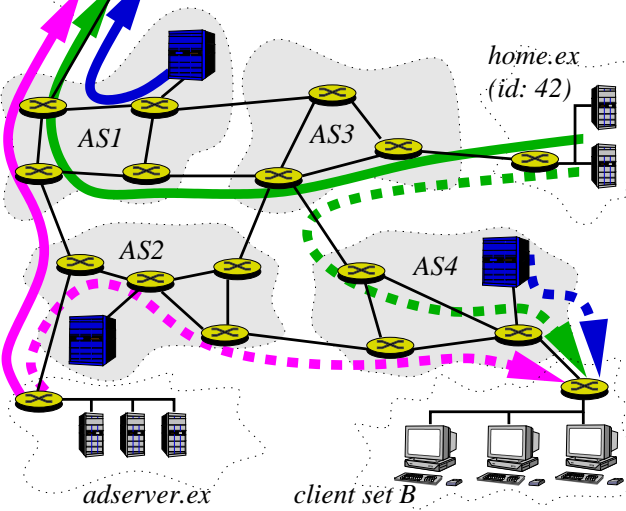 home.ex
(id: 42)
AS1
AS3
AS2
AS4
adserver.ex
client set B